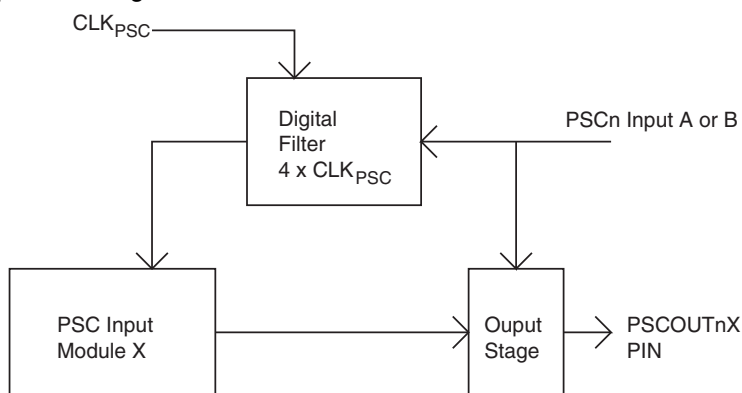 CLKPSC
Digital
Filter
4 x CLKPSC
PSCn Input A or B
PSC Input
Module X
Ouput
Stage
PSCOUTnX
PIN